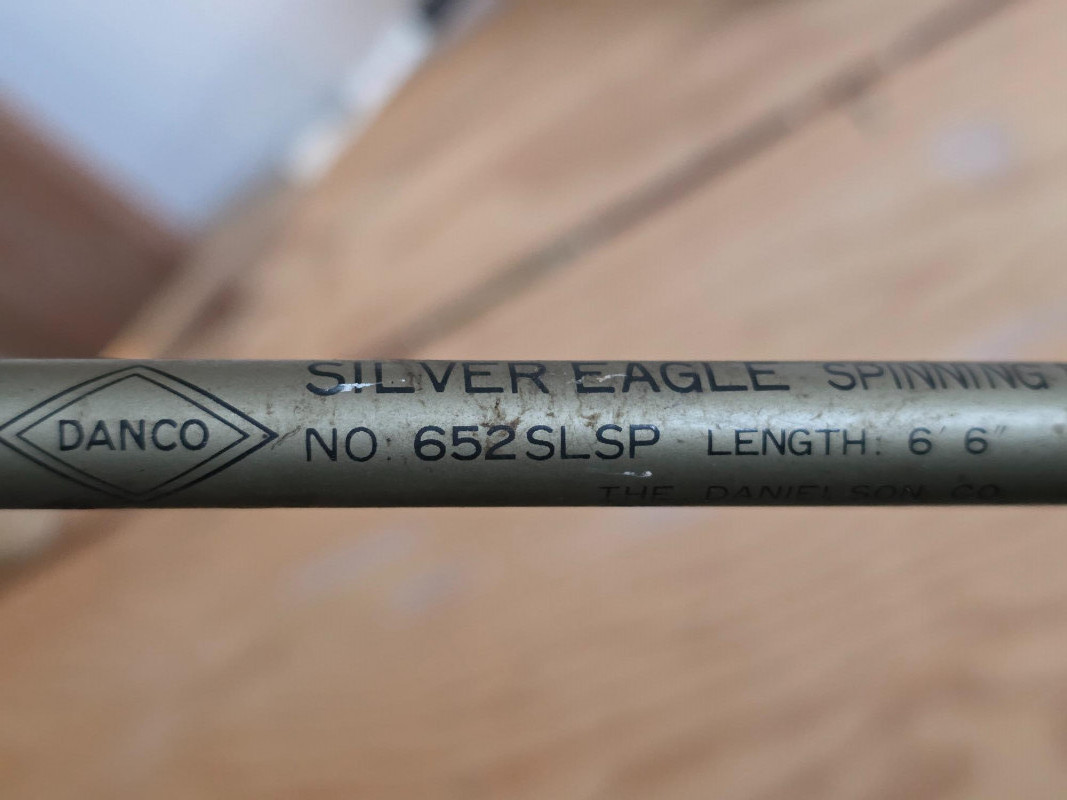 DANCO
SILVER EAGLE SPINNING
NO. 652SLSP LENGTH: 6' 6"
THE DANIELSON CO.